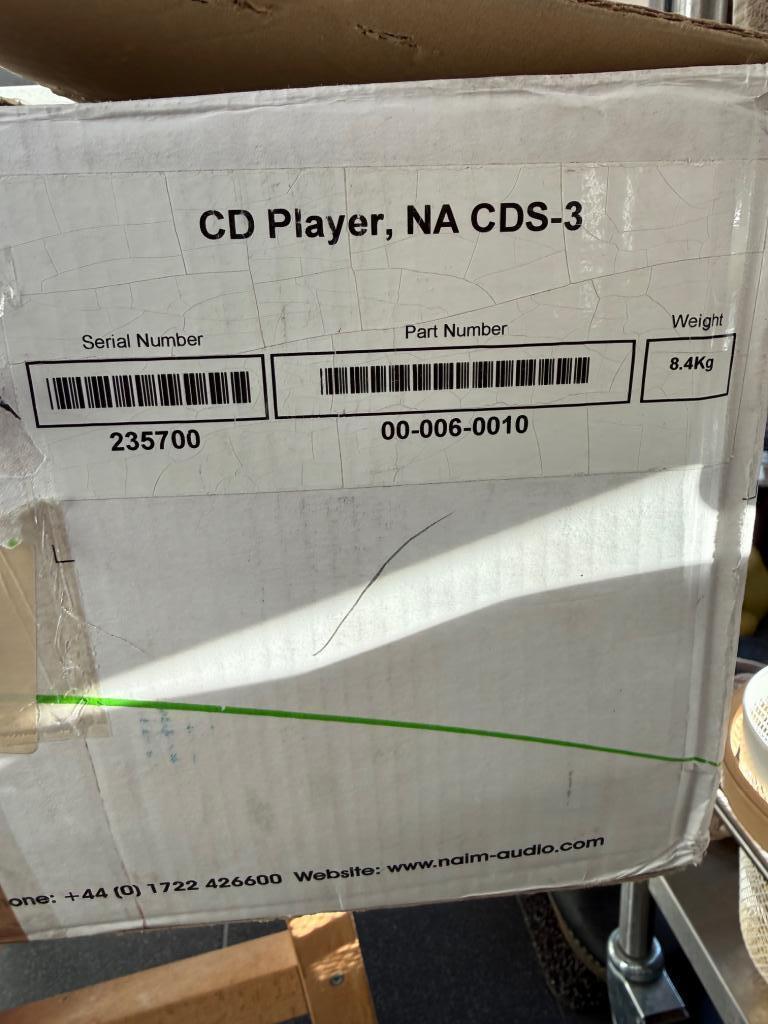 CD Player, NA CDS-3
Serial Number
Part Number
Weight
8.4Kg
235700
00-006-0010
one: +44 (0) 1722 426600 Website: www.naim-audio.com